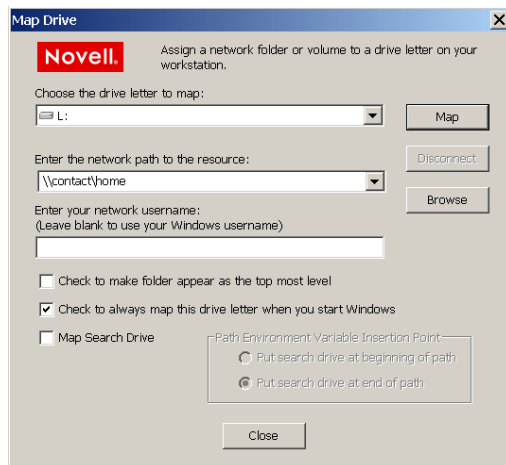 Map Drive
Novell.
Assign a network folder or volume to a drive letter on your
workstation.
Choose the drive letter to map:
L:
Map
Enter the network path to the resource:
Disconnect
\\contact\home
Browse
Enter your network username:
(Leave blank to use your Windows username)
Check to make folder appear as the top most level
Check to always map this drive letter when you start Windows
Map Search Drive
Path Environment Variable Insertion Point
Put search drive at beginning of path
Put search drive at end of path
Close